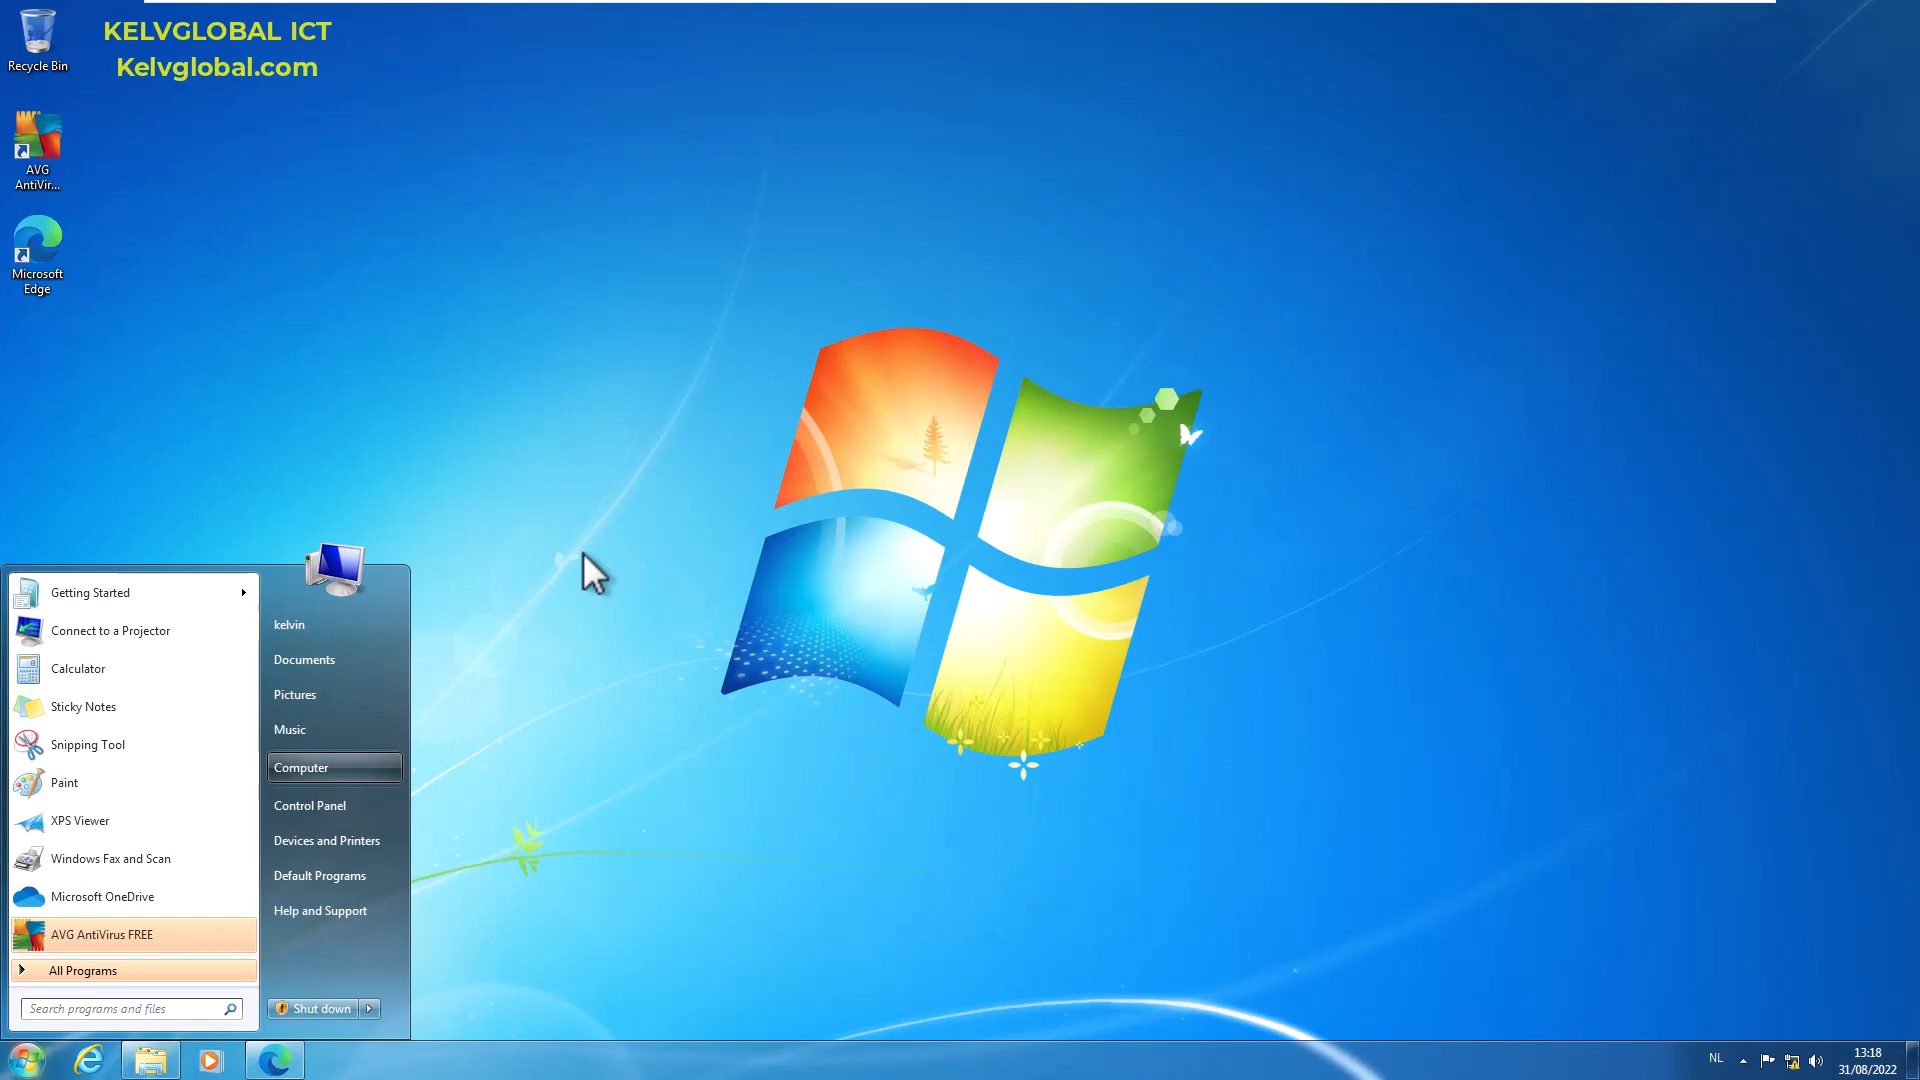 KELVGLOBAL ICT
Kelvglobal.com
Recycle Bin
AVG
AntiVir...
Microsoft
Edge
Getting Started
Connect to a Projector
Calculator
Sticky Notes
Snipping Tool
Paint
XPS Viewer
Windows Fax and Scan
Microsoft OneDrive
AVG AntiVirus FREE
All Programs
Search programs and files
kelvin
Documents
Pictures
Music
Computer
Control Panel
Devices and Printers
Default Programs
Help and Support
Shut down
NL
13:18
31/08/2022